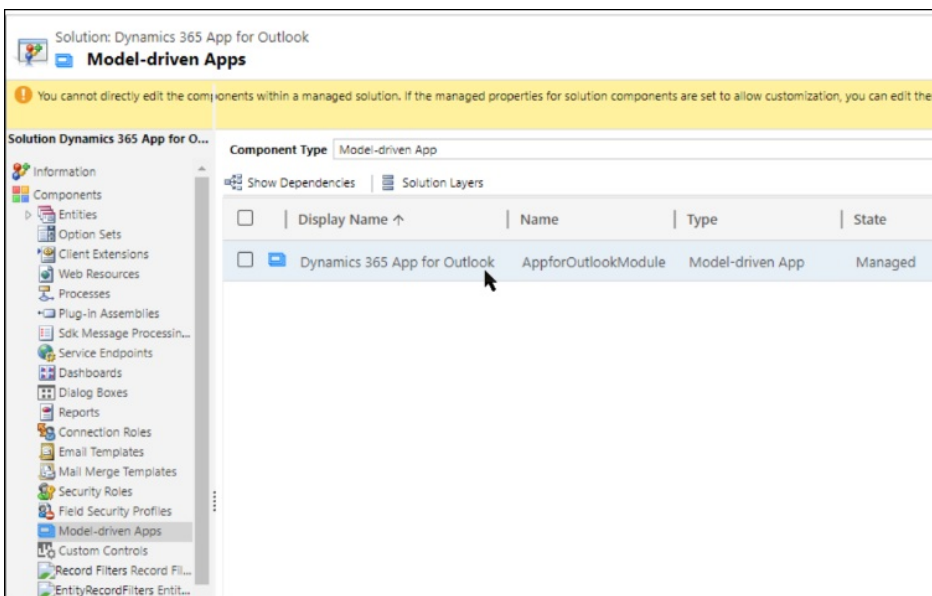 Solution: Dynamics 365 App for Outlook
Model-driven Apps
You cannot directly edit the components within a managed solution. If the managed properties for solution components are set to allow customization, you can edit the
Solution Dynamics 365 App for O...
Information
Components
Entities
Option Sets
Client Extensions
Web Resources
Processes
Plug-in Assemblies
Sdk Message Processin...
Service Endpoints
Dashboards
Dialog Boxes
Reports
Connection Roles
Email Templates
Mail Merge Templates
Security Roles
Field Security Profiles
Model-driven Apps
Custom Controls
Record Filters Record Fil...
EntityRecordFilters Entit...
Component Type Model-driven App
Show Dependencies Solution Layers
Display Name ↑ Name Type State
Dynamics 365 App for Outlook AppforOutlookModule Model-driven App Managed